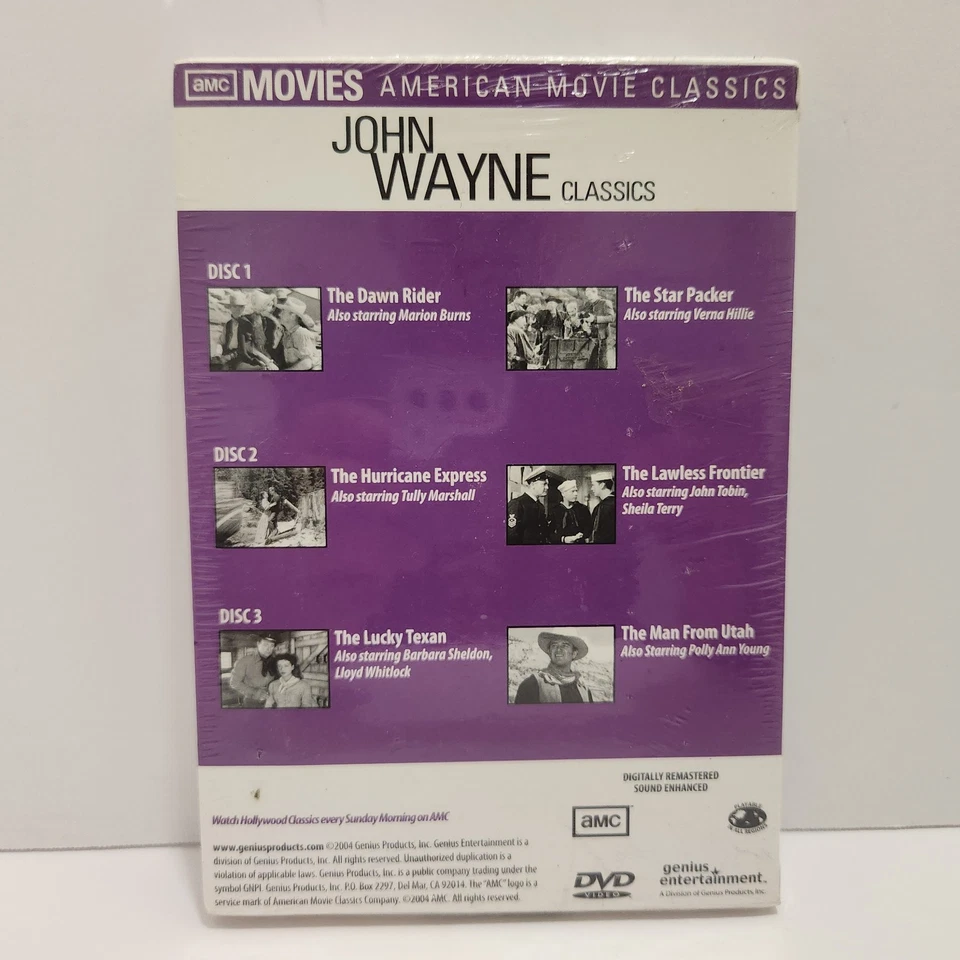 amc MOVIES AMERICAN MOVIE CLASSICS
JOHN
WAYNE CLASSICS
DISC 1
The Dawn Rider
Also starring Marion Burns
The Star Packer
Also starring Verna Hillie
DISC 2
The Hurricane Express
Also starring Tully Marshall
The Lawless Frontier
Also starring John Tobin,
Sheila Terry
DISC 3
The Lucky Texan
Also starring Barbara Sheldon,
Lloyd Whitlock
The Man From Utah
Also Starring Polly Ann Young
DIGITALLY REMASTERED
SOUND ENHANCED
Watch Hollywood Classics every Sunday Morning on AMC
www.geniusproducts.com ©2004 Genius Products, Inc. Genius Entertainment is a
division of Genius Products, Inc. All rights reserved. Unauthorized duplication is a
violation of applicable laws. Genius Products, Inc. is a public company trading under the
symbol GNPI. Genius Products, Inc. P.O. Box 2297, Del Mar, CA 92014. The "AMC" logo is a
service mark of American Movie Classics Company. ©2004 AMC. All rights reserved.
amc
PLAYABLE
IN ALL REGIONS
DVD
VIDEO
genius
entertainment
A Division of Genius Products, Inc.